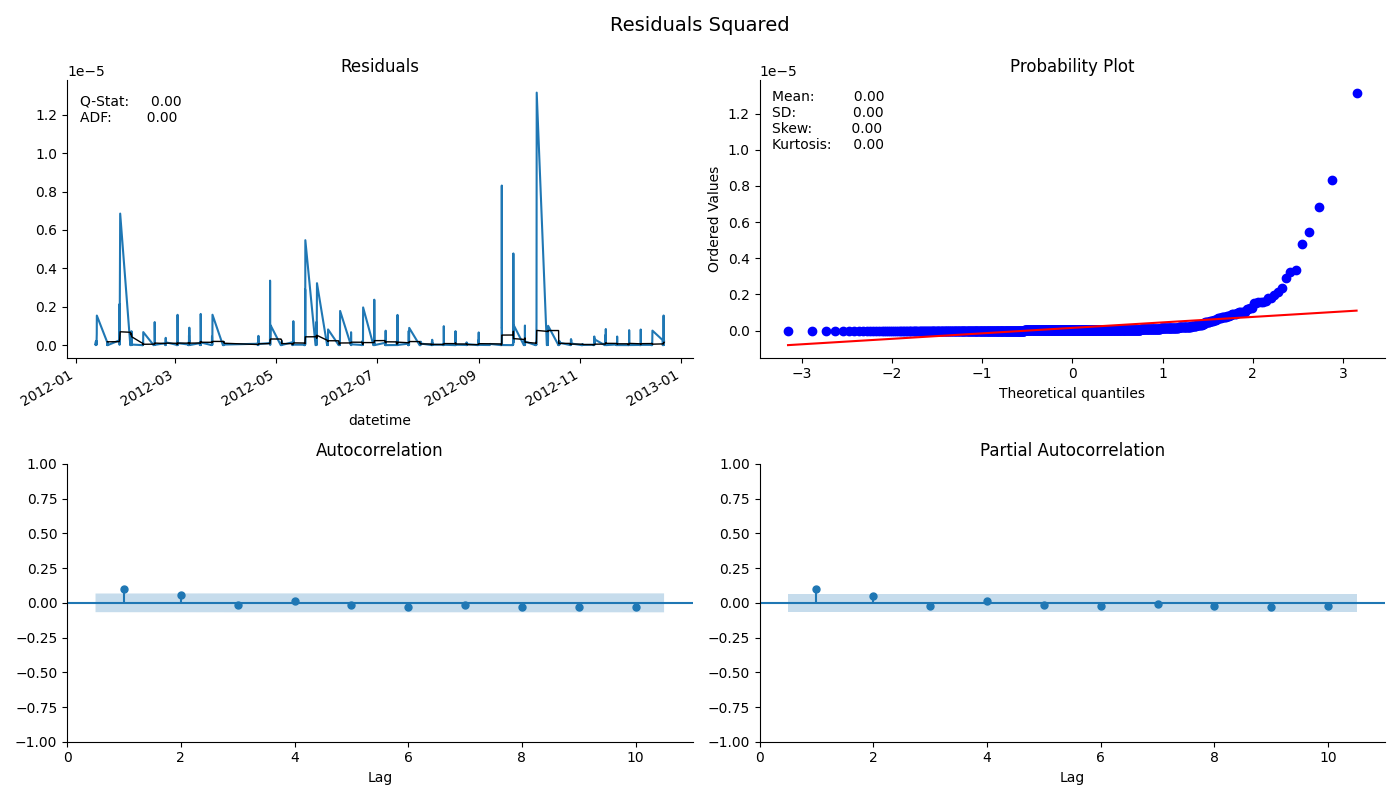 Residuals Squared
Residuals
1e−5
Q-Stat: 0.00
ADF: 0.00
1.2
1.0
0.8
0.6
0.4
0.2
0.0
2012-01
2012-03
2012-05
2012-07
2012-09
2012-11
2013-01
datetime
Probability Plot
1e−5
Mean: 0.00
SD: 0.00
Skew: 0.00
Kurtosis: 0.00
Ordered Values
1.2
1.0
0.8
0.6
0.4
0.2
0.0
−3 −2 −1 0 1 2 3
Theoretical quantiles
Autocorrelation
1.00
0.75
0.50
0.25
0.00
−0.25
−0.50
−0.75
−1.00
0 2 4 6 8 10
Lag
Partial Autocorrelation
1.00
0.75
0.50
0.25
0.00
−0.25
−0.50
−0.75
−1.00
0 2 4 6 8 10
Lag